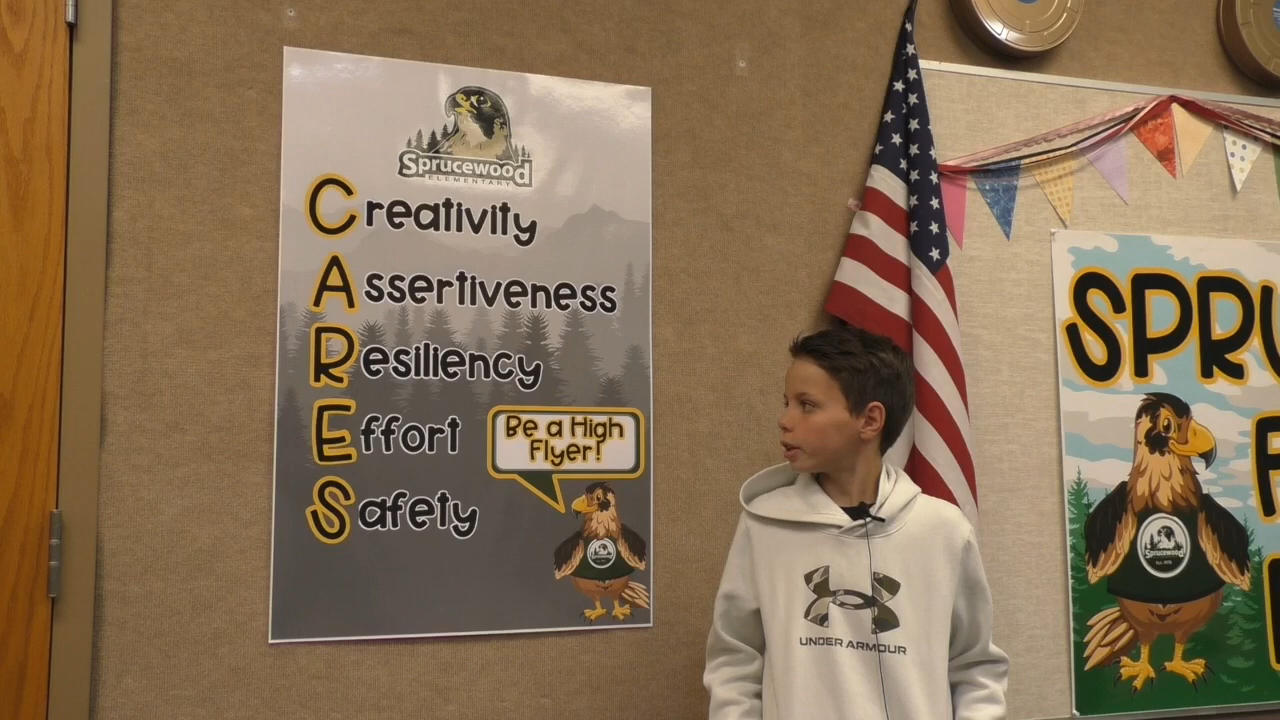 Sprucewood
ELEMENTARY
Creativity
Assertiveness
Resiliency
Effort
Safety
Be a High
Flyer!
UNDER ARMOUR
SPRU
F
Sprucewood